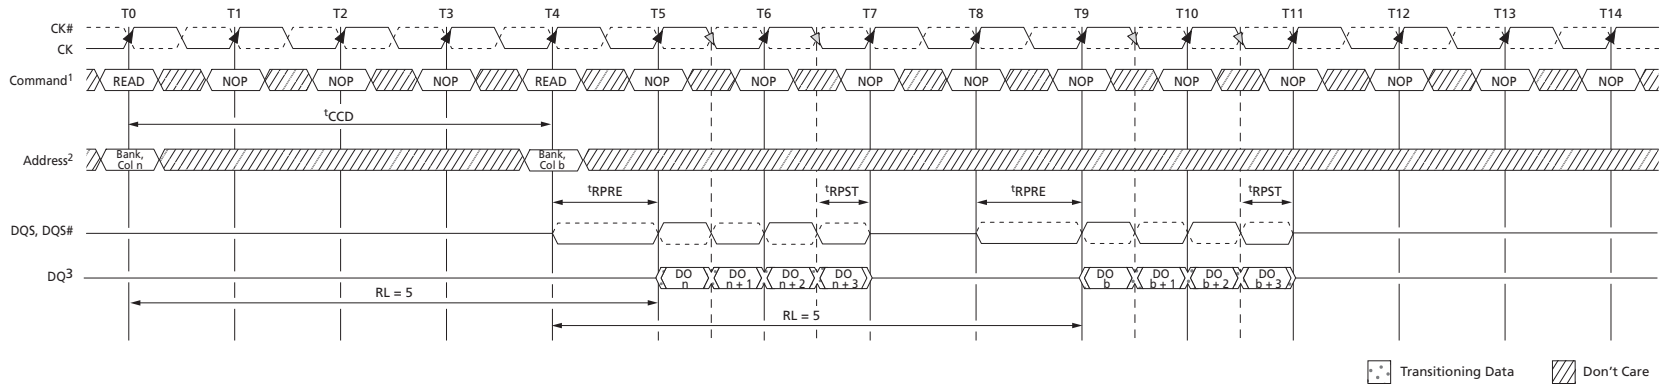 T0 T1 T2 T3 T4 T5 T6 T7 T8 T9 T10 T11 T12 T13 T14
CK#
CK
Command1 READ NOP NOP NOP READ NOP NOP NOP NOP NOP NOP NOP NOP NOP NOP
tCCD
Address2 Bank, Col n Bank, Col b
tRPRE tRPST tRPRE tRPST
DQS, DQS#
DQ3 DO n DO n + 1 DO n + 2 DO n + 3 DO b DO b + 1 DO b + 2 DO b + 3
RL = 5
RL = 5
Transitioning Data Don't Care